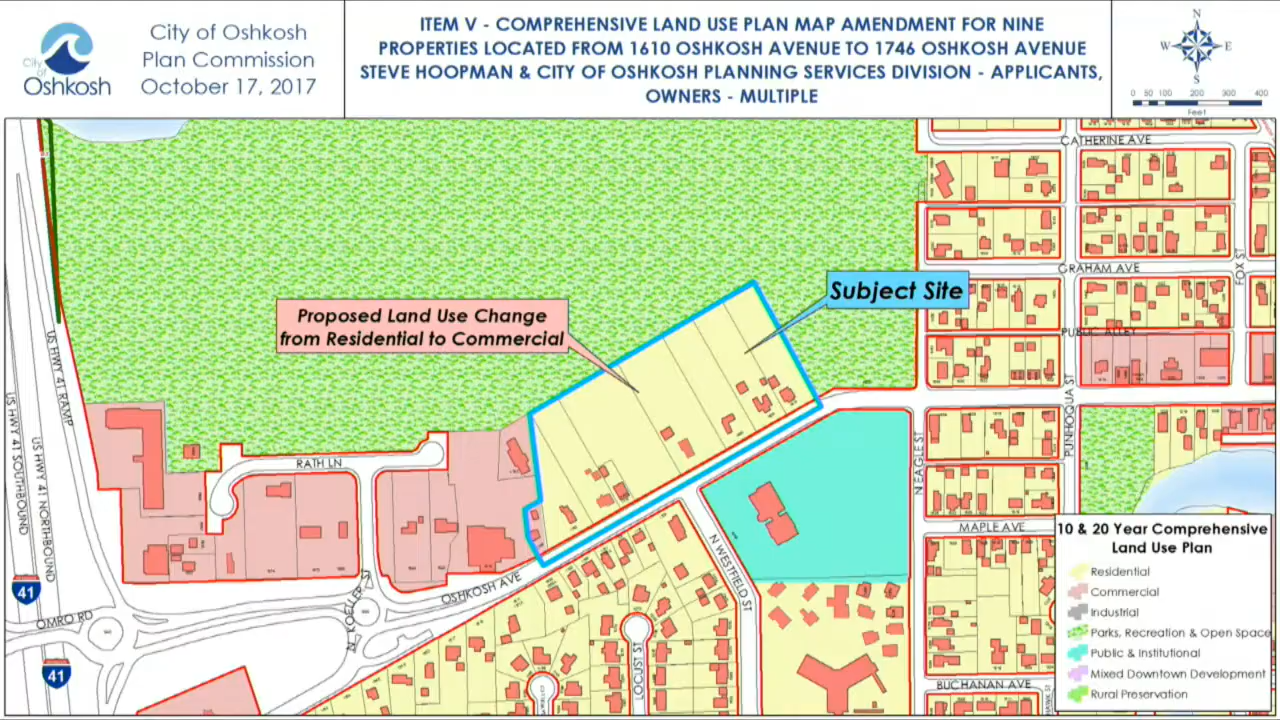 City of Oshkosh
City of Oshkosh
Plan Commission
October 17, 2017
ITEM V - COMPREHENSIVE LAND USE PLAN MAP AMENDMENT FOR NINE
PROPERTIES LOCATED FROM 1610 OSHKOSH AVENUE TO 1746 OSHKOSH AVENUE
STEVE HOOPMAN & CITY OF OSHKOSH PLANNING SERVICES DIVISION - APPLICANTS,
OWNERS - MULTIPLE
N
W E
S
0 50 100 200 300 400
Feet
CATHERINE AVE
GRAHAM AVE
FOX ST
Subject Site
Proposed Land Use Change
from Residential to Commercial
PUBLIC ALLEY
US HWY 41 RAMP
US HWY 41 SOUTHBOUND
US HWY 41 NORTHBOUND
PUNHOQUA ST
N EAGLE ST
RATH LN
MAPLE AVE
N WESTFIELD ST
OSHKOSH AVE
N KOELLER ST
41
OMRO RD
41
LOCUST ST
BUCHANAN AVE
10 & 20 Year Comprehensive
Land Use Plan
Residential
Commercial
Industrial
Parks, Recreation & Open Space
Public & Institutional
Mixed Downtown Development
Rural Preservation